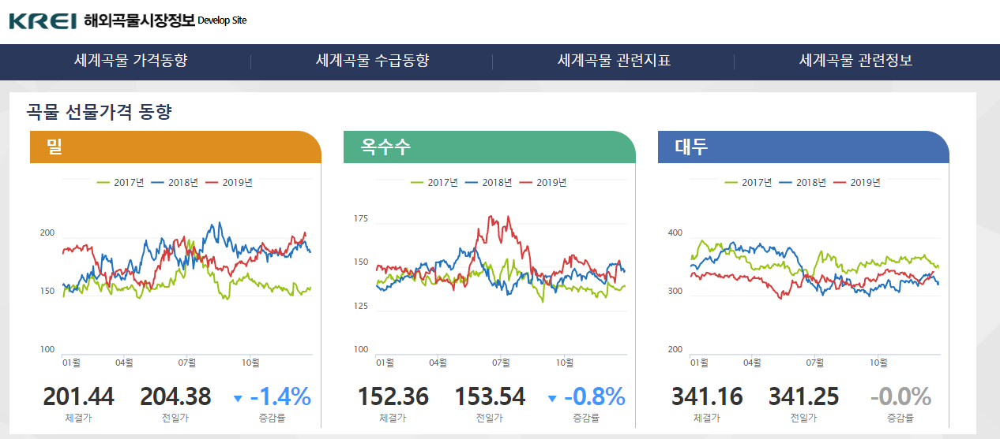 KREI 해외곡물시장정보 Develop Site
세계곡물 가격동향 세계곡물 수급동향 세계곡물 관련지표 세계곡물 관련정보
곡물 선물가격 동향
밀
2017년 2018년 2019년
200
150
100
01월 04월 07월 10월
201.44 204.38 ▼ -1.4%
체결가 전일가 증감률
옥수수
2017년 2018년 2019년
175
150
125
100
01월 04월 07월 10월
152.36 153.54 ▼ -0.8%
체결가 전일가 증감률
대두
2017년 2018년 2019년
400
300
200
01월 04월 07월 10월
341.16 341.25 -0.0%
체결가 전일가 증감률